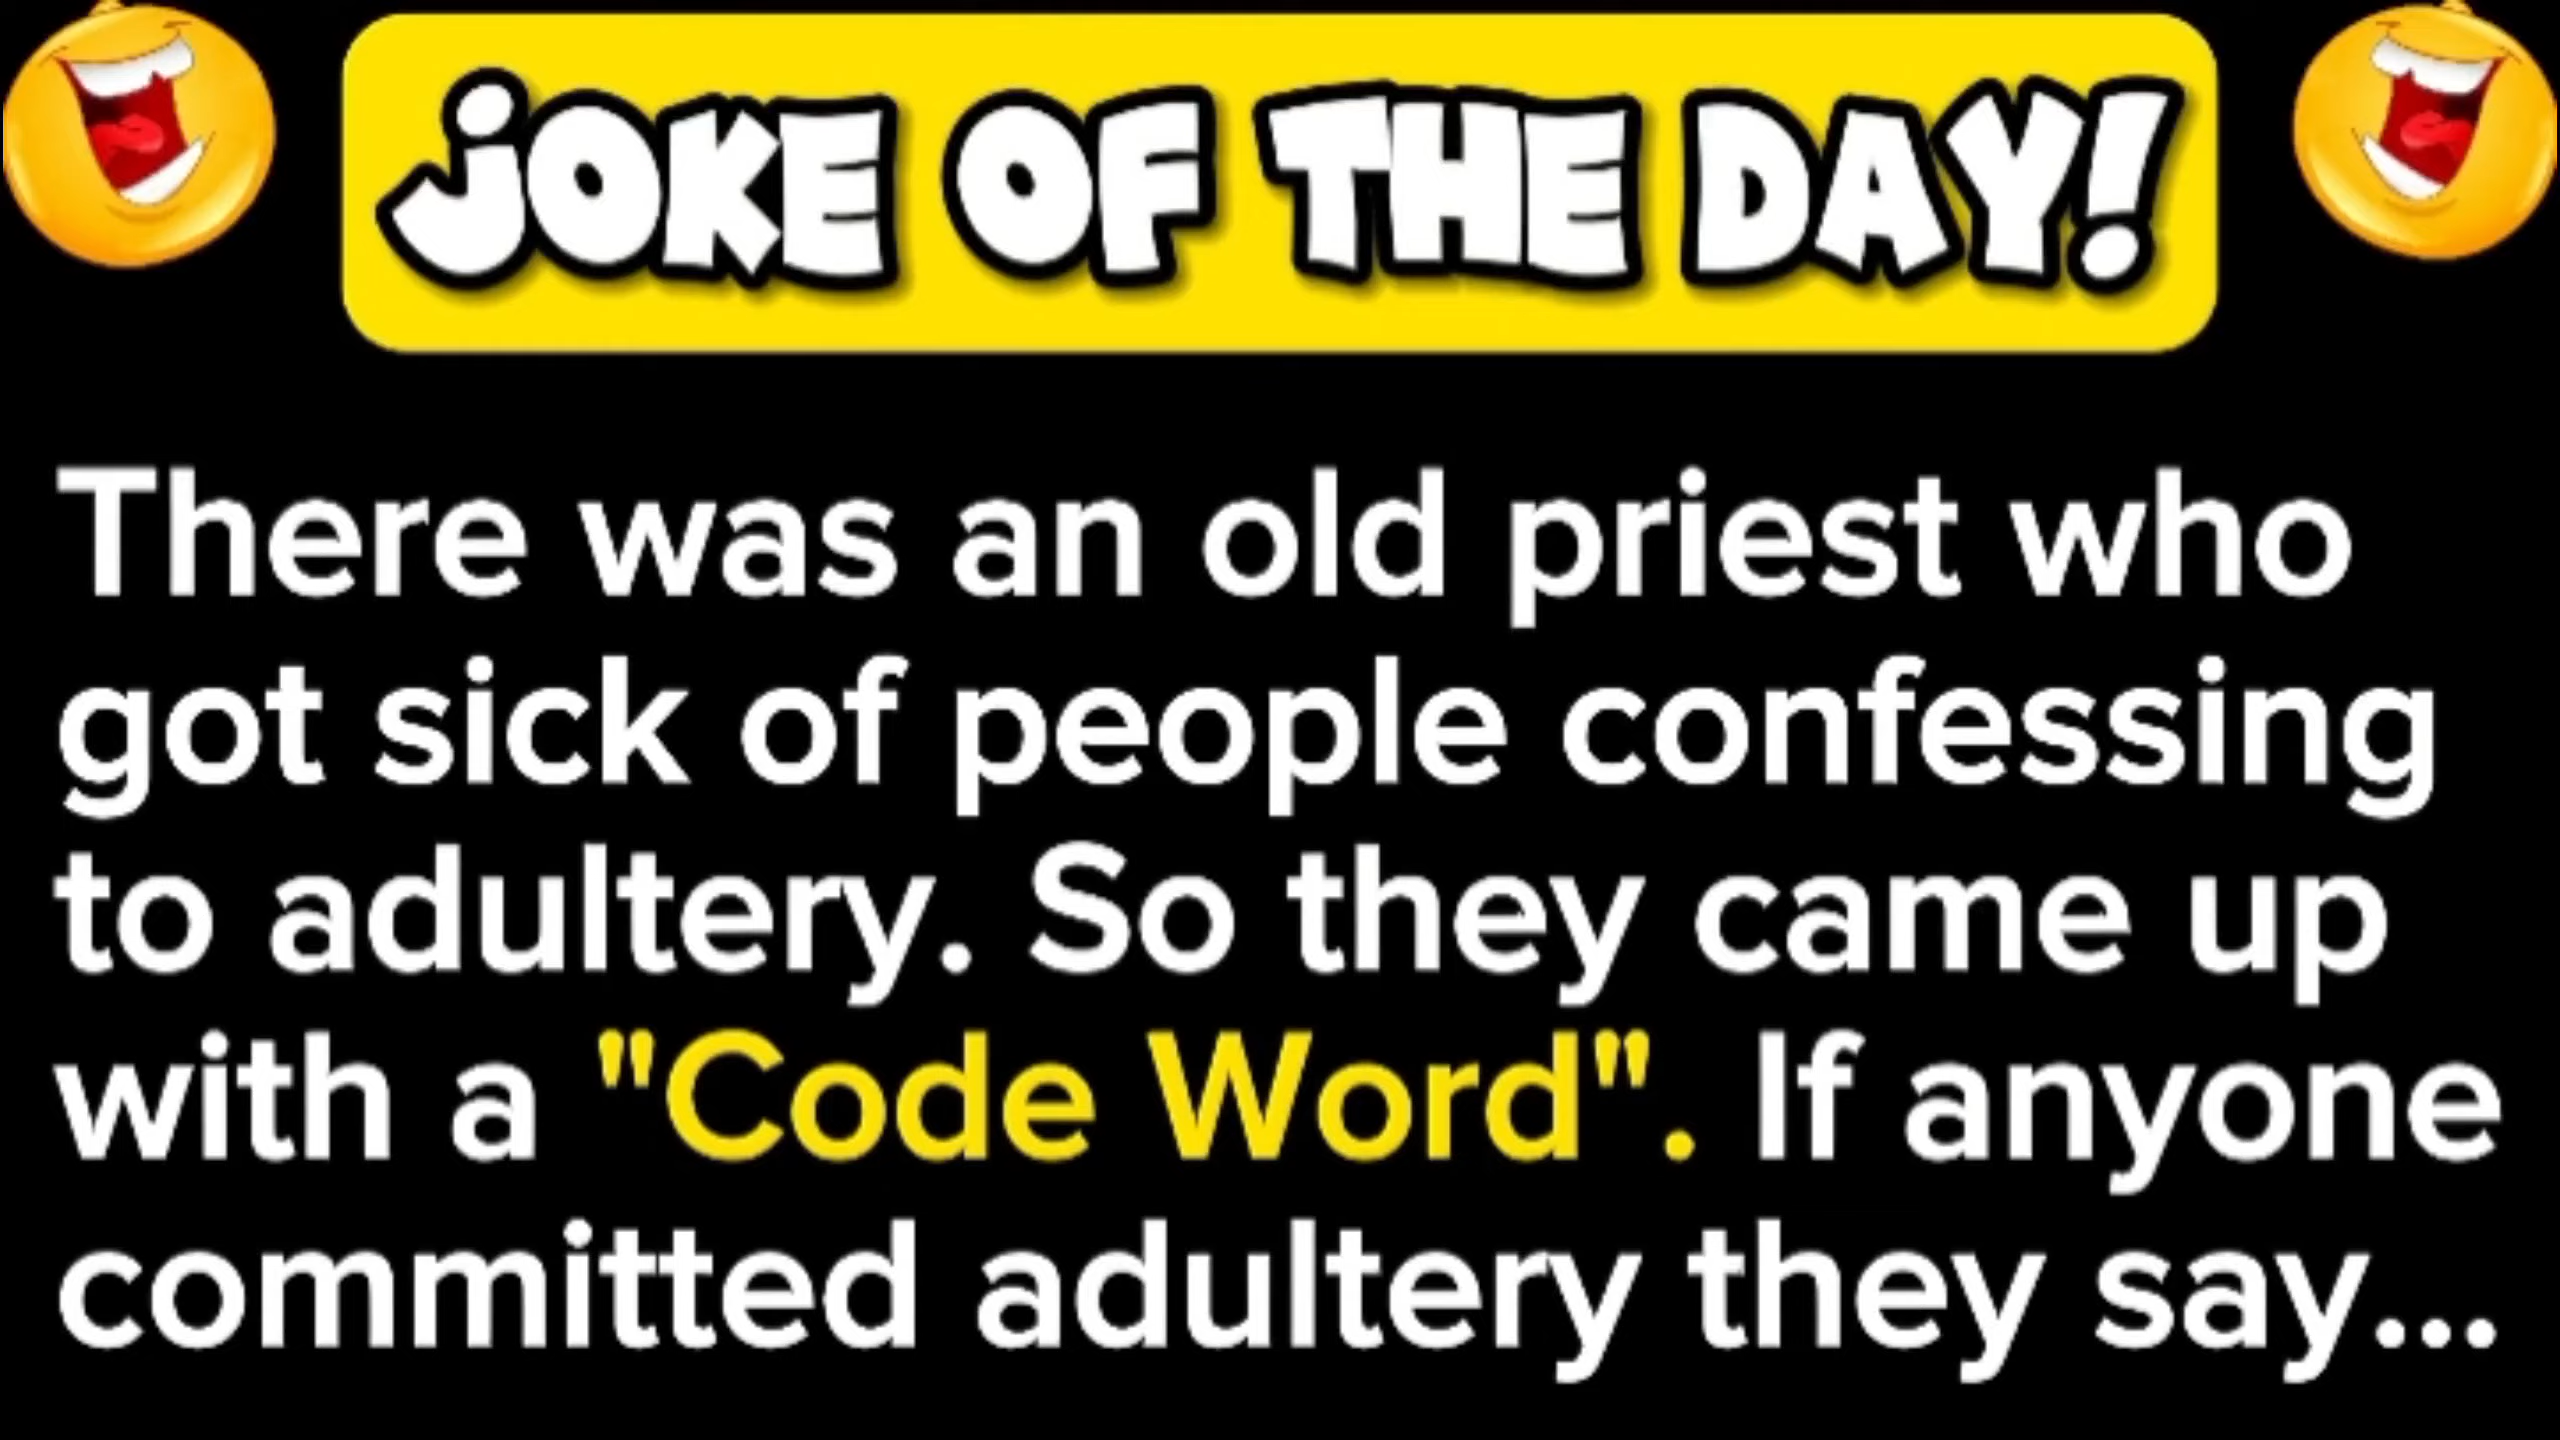 JOKE OF THE DAY!
There was an old priest who
got sick of people confessing
to adultery. So they came up
with a "Code Word". If anyone
committed adultery they say...